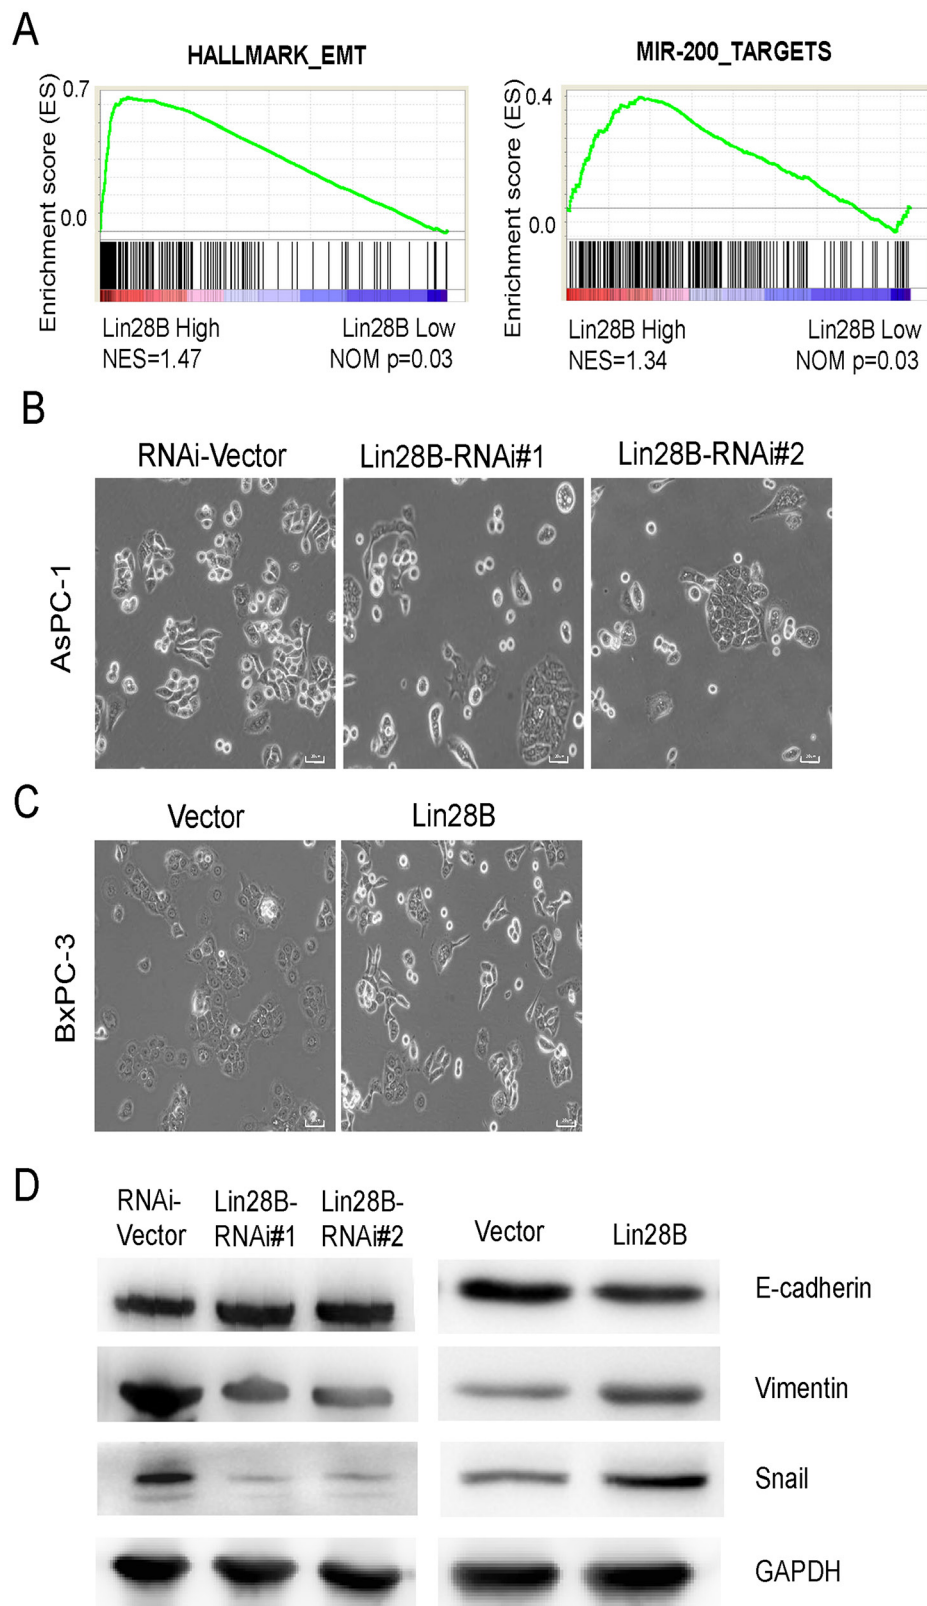 A
HALLMARK_EMT
MIR-200_TARGETS
Enrichment score (ES)
0.7
0.0
Enrichment score (ES)
0.4
0.0
Lin28B High
Lin28B Low
NES=1.47
NOM p=0.03
Lin28B High
Lin28B Low
NES=1.34
NOM p=0.03
B
RNAi-Vector
Lin28B-RNAi#1
Lin28B-RNAi#2
AsPC-1
C
Vector
Lin28B
BxPC-3
D
RNAi-
Vector
Lin28B-
RNAi#1
Lin28B-
RNAi#2
Vector
Lin28B
E-cadherin
Vimentin
Snail
GAPDH